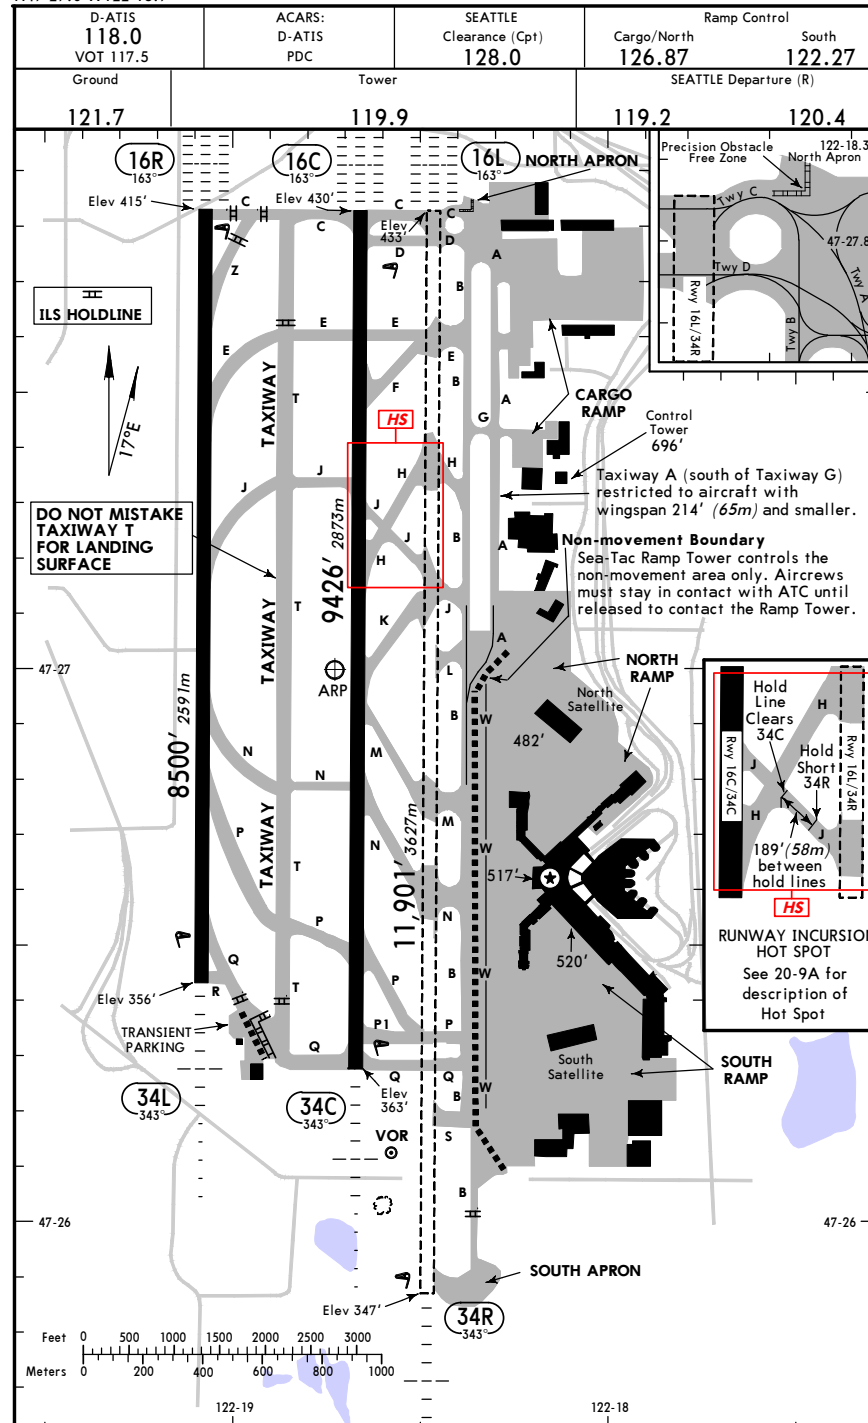 D-ATIS
118.0
VOT 117.5
ACARS:
D-ATIS
PDC
SEATTLE
Clearance (Cpt)
128.0
Ramp Control
Cargo/North
126.87
South
122.27
Ground
121.7
Tower
119.9
SEATTLE Departure (R)
119.2
120.4
16R
163°
16C
163°
16L
163°
NORTH APRON
Elev 415'
Elev 430'
Elev
433'
C
C
C
C
D
D
A
Z
B
E
E
E
B
F
A
T
G
ILS HOLDLINE
17°E
TAXIWAY
HS
J
J
H
H
J
J
H
B
A
CARGO
RAMP
Control
Tower
696'
Taxiway A (south of Taxiway G)
restricted to aircraft with
wingspan 214' (65m) and smaller.
DO NOT MISTAKE
TAXIWAY T
FOR LANDING
SURFACE
9426' 2873m
Non-movement Boundary
Sea-Tac Ramp Tower controls the
non-movement area only. Aircrews
must stay in contact with ATC until
released to contact the Ramp Tower.
TAXIWAY
T
K
J
A
L
47-27
ARP
NORTH
RAMP
North
Satellite
482'
B
W
8500' 2591m
N
N
M
M
P
N
W
TAXIWAY
T
11,901' 3627m
517'
P
N
520'
Q
T
P
B
W
R
Elev 356'
P1
P
TRANSIENT
PARKING
Q
Q
Q
B
W
South
Satellite
SOUTH
RAMP
34L
343°
34C
343°
Elev
363'
VOR
S
B
47-26
47-26
SOUTH APRON
Elev 347'
34R
343°
Feet 0 500 1000 1500 2000 2500 3000
Meters 0 200 400 600 800 1000
122-19
122-18
Precision Obstacle
Free Zone
122-18.3
North Apron
Twy C
47-27.8
Twy D
Rwy 16L/34R
Twy B
Twy A
Hold
Line
Clears
34C
H
Rwy 16C/34C
Rwy 16L/34R
J
Hold
Short
34R
H
J
189' (58m)
between
hold lines
HS
RUNWAY INCURSION
HOT SPOT
See 20-9A for
description of
Hot Spot